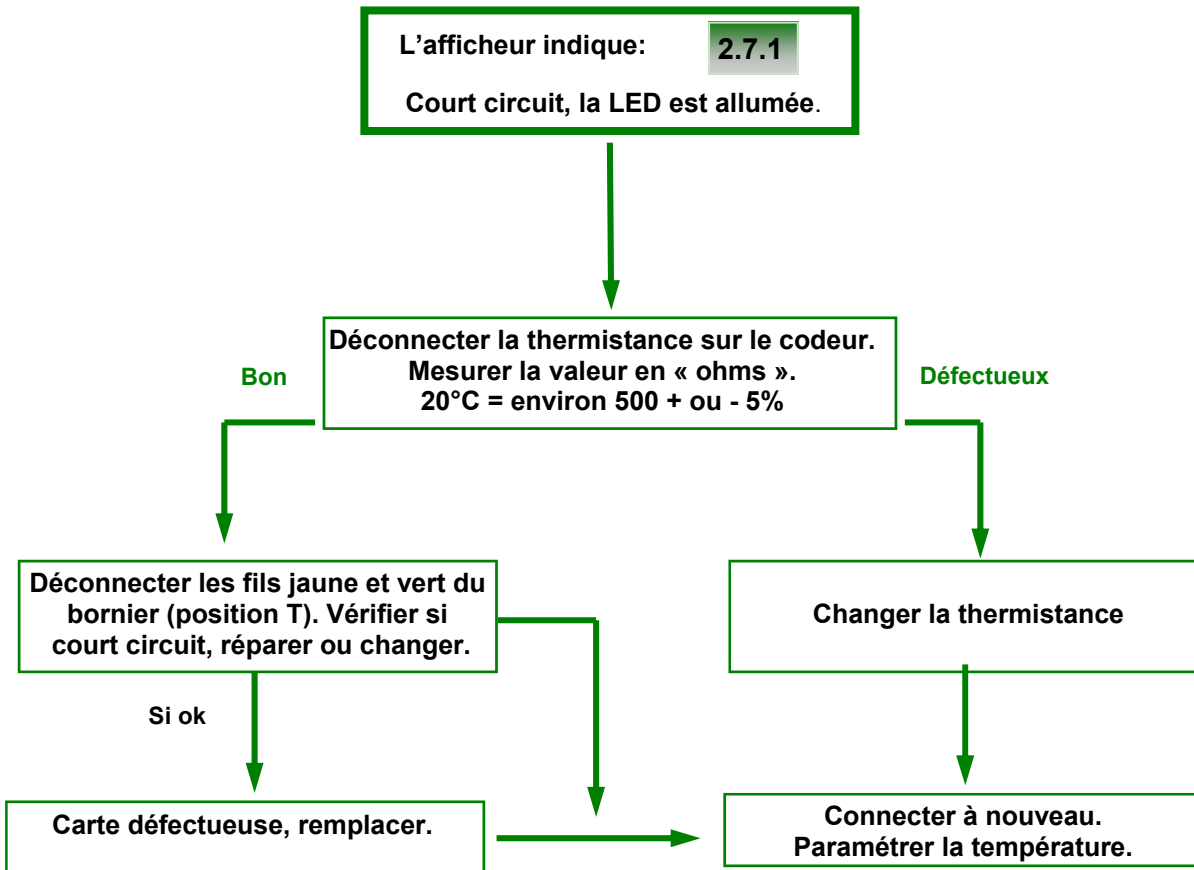 L’afficheur indique: 2.7.1
Court circuit, la LED est allumée.
Déconnecter la thermistance sur le codeur.
Mesurer la valeur en « ohms ».
20°C = environ 500 + ou - 5%
Bon
Défectueux
Déconnecter les fils jaune et vert du
bornier (position T). Vérifier si
court circuit, réparer ou changer.
Changer la thermistance
Si ok
Carte défectueuse, remplacer.
Connecter à nouveau.
Paramétrer la température.